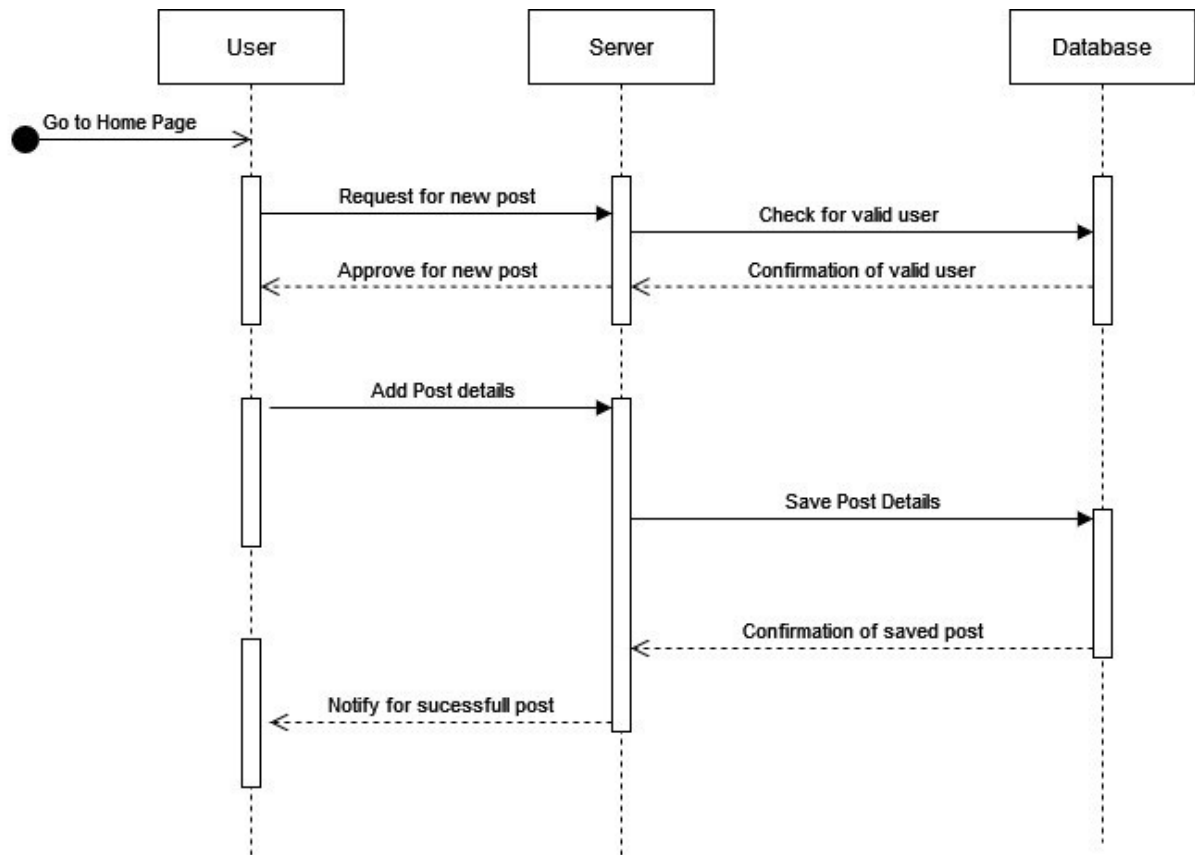 User
Server
Database
Go to Home Page
Request for new post
Check for valid user
Approve for new post
Confirmation of valid user
Add Post details
Save Post Details
Confirmation of saved post
Notify for sucessfull post